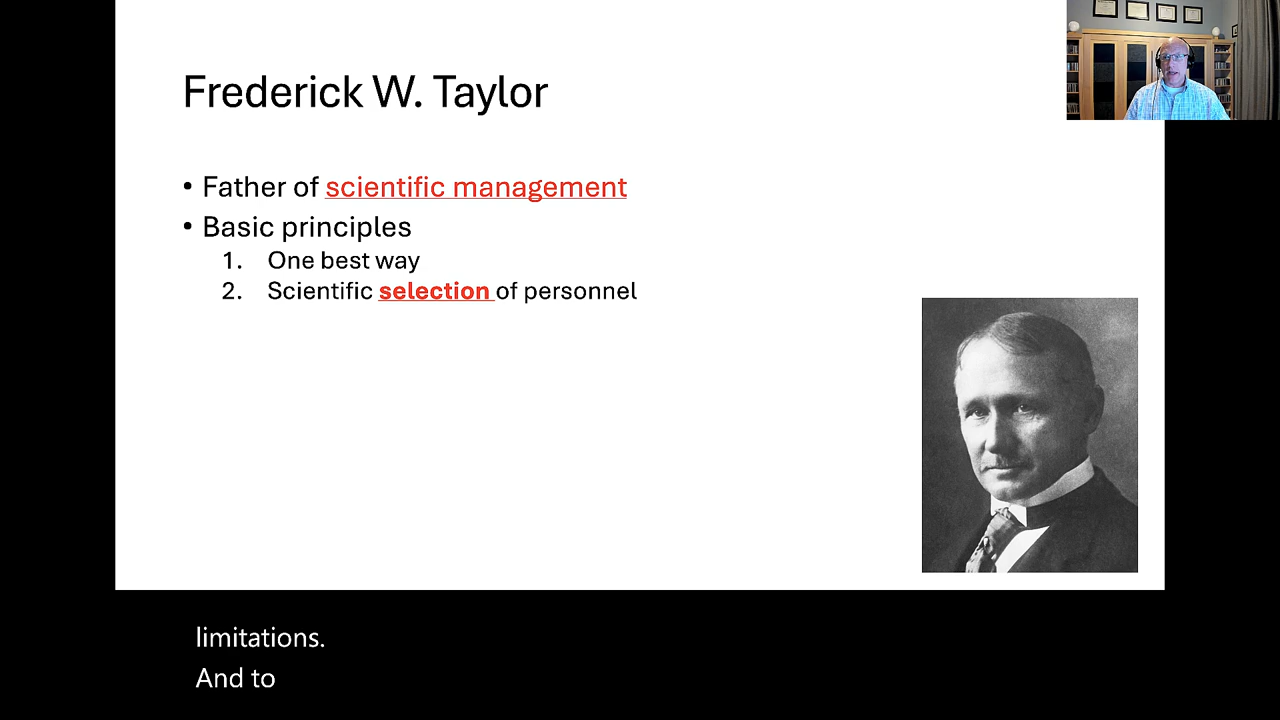 Frederick W. Taylor
• Father of scientific management
• Basic principles
1. One best way
2. Scientific selection of personnel
limitations.
And to